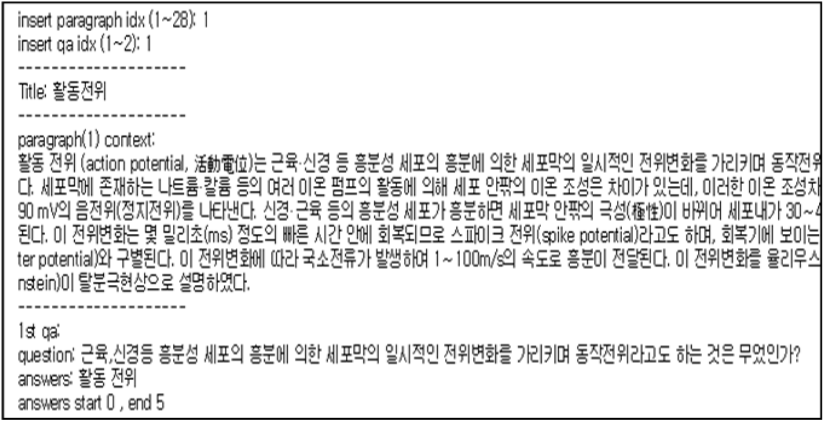 insert paragraph idx (1~28): 1
insert qa idx (1~2): 1
--------------------
Title: 활동전위
--------------------
paragraph(1) context:
활동 전위 (action potential, 活動電位)는 근육·신경 등 흥분성 세포의 흥분에 의한 세포막의 일시적인 전위변화를 가리키며 동작전위
다. 세포막에 존재하는 나트륨·칼륨 등의 여러 이온 펌프의 활동에 의해 세포 안팎의 이온 조성은 차이가 있는데, 이러한 이온 조성차
90 mV의 음전위(정지전위)를 나타낸다. 신경·근육 등의 흥분성 세포가 흥분하면 세포막 안팎의 극성(極性)이 바뀌어 세포내가 30~4
된다. 이 전위변화는 몇 밀리초(ms) 정도의 빠른 시간 안에 회복되므로 스파이크 전위(spike potential)라고도 하며, 회복기에 보이는
ter potential)와 구별된다. 이 전위변화에 따라 국소전류가 발생하여 1~100m/s의 속도로 흥분이 전달된다. 이 전위변화를 율리우스
nstein)이 탈분극현상으로 설명하였다.
--------------------
1st qa:
question: 근육,신경등 흥분성 세포의 흥분에 의한 세포막의 일시적인 전위변화를 가리키며 동작전위라고도 하는 것은 무었인가?
answers: 활동 전위
answers start 0 , end 5